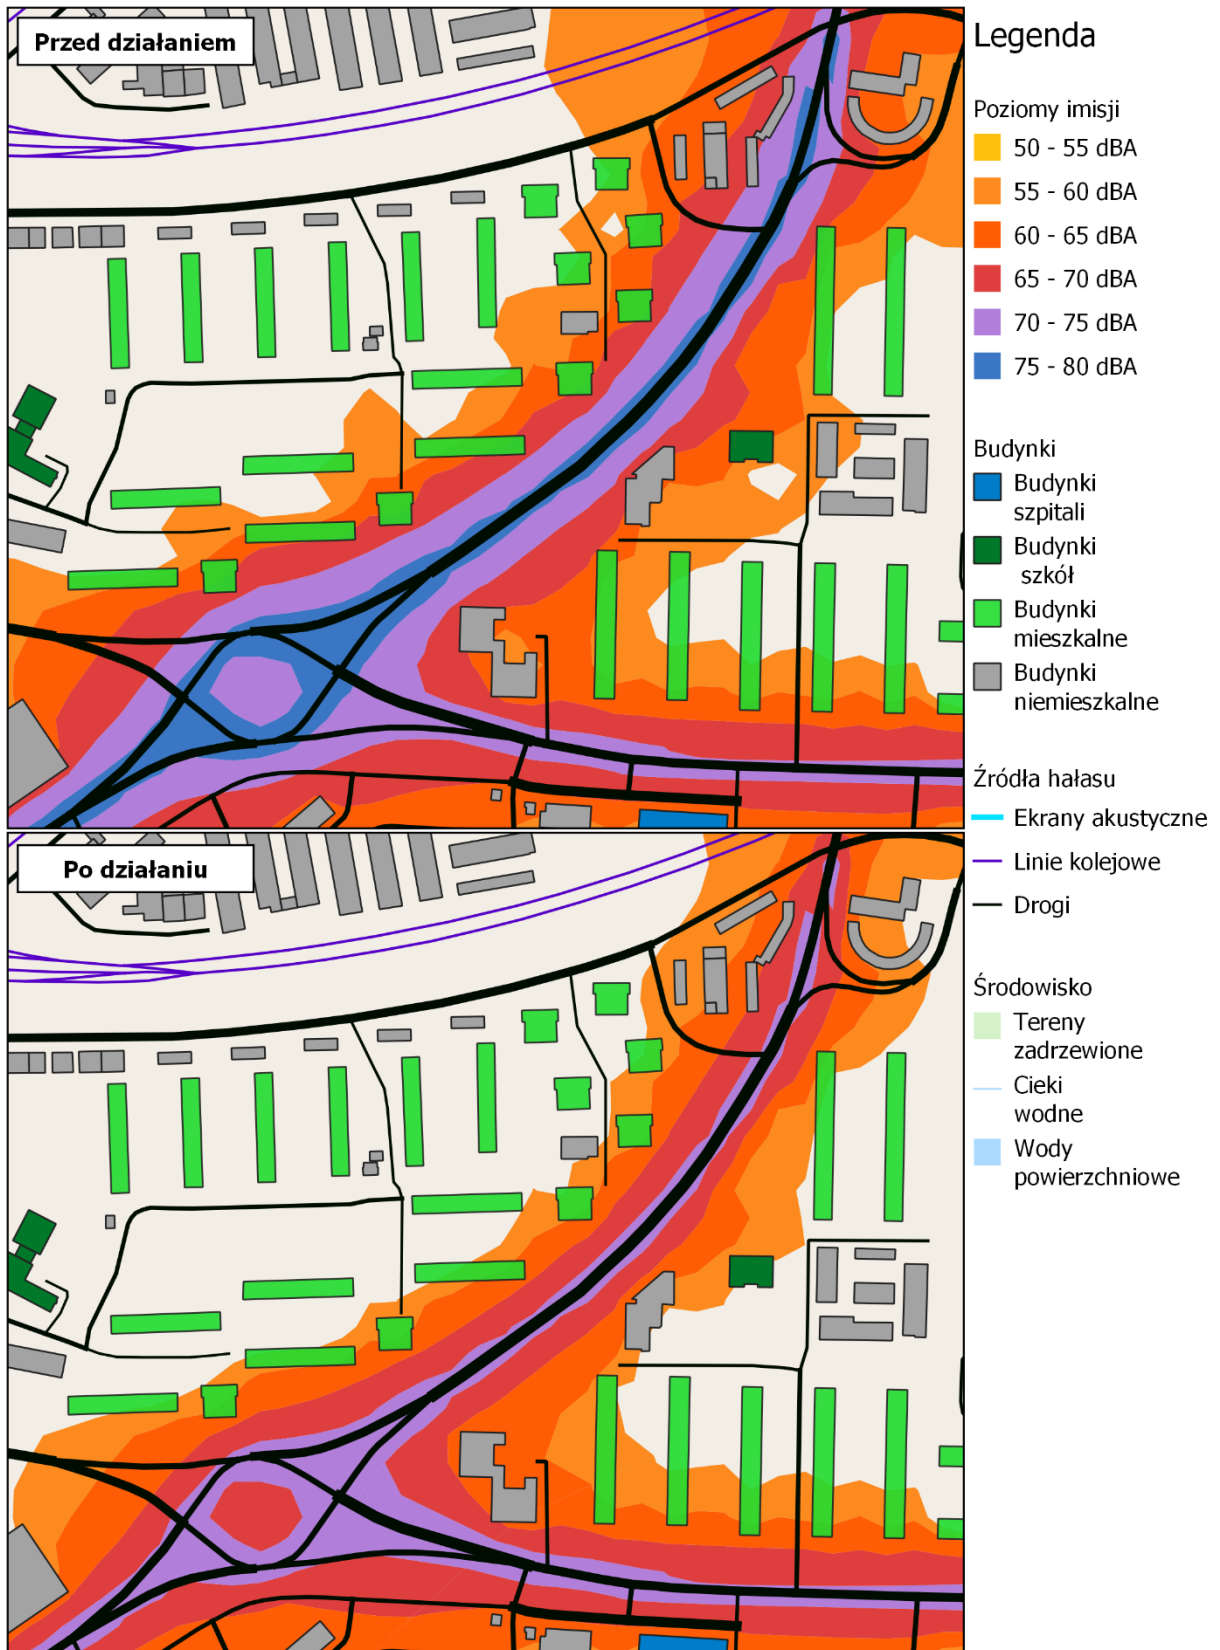 Przed działaniem
Po działaniu
Legenda
Poziomy imisji
50 - 55 dBA
55 - 60 dBA
60 - 65 dBA
65 - 70 dBA
70 - 75 dBA
75 - 80 dBA
Budynki
Budynki
szpitali
Budynki
szkół
Budynki
mieszkalne
Budynki
niemieszkalne
Źródła hałasu
Ekrany akustyczne
Linie kolejowe
Drogi
Środowisko
Tereny
zadrzewione
Cieki
wodne
Wody
powierzchniowe